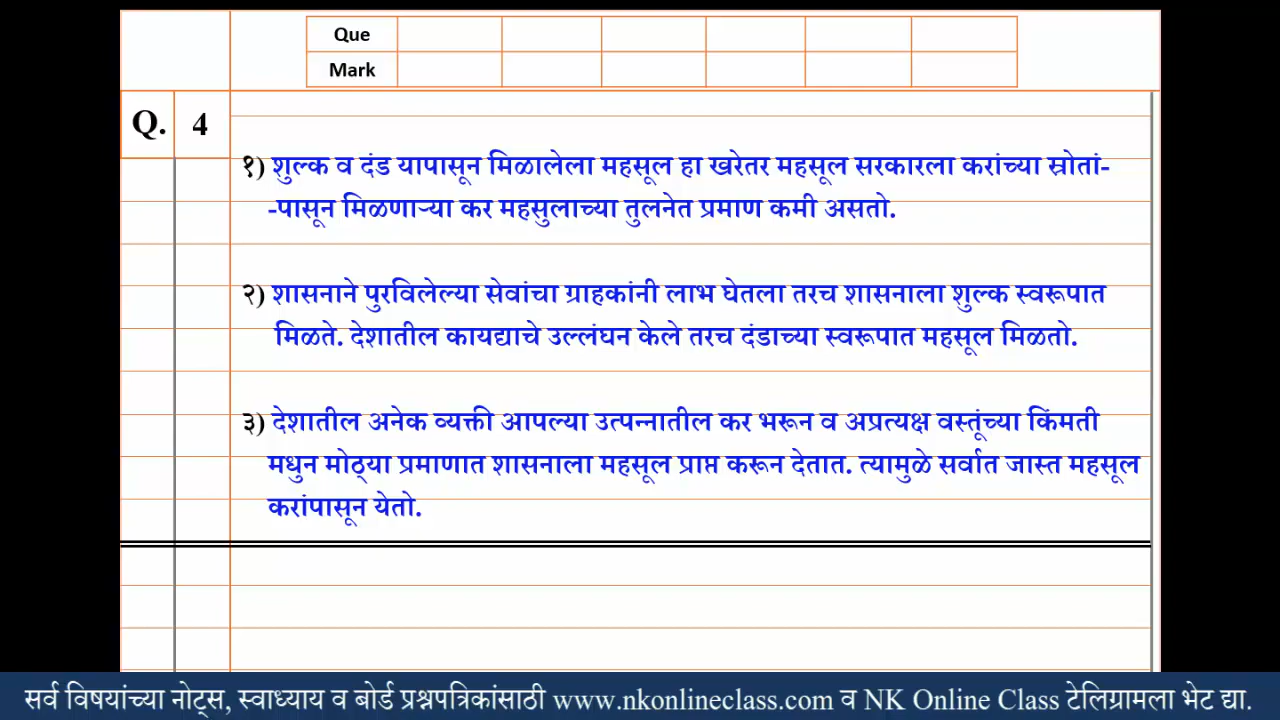 Que
Mark
Q. 4
१) शुल्क व दंड यापासून मिळालेला महसूल हा खरेतर महसूल सरकारला करांच्या स्रोतां-
-पासून मिळणाऱ्या कर महसुलाच्या तुलनेत प्रमाण कमी असतो.
२) शासनाने पुरविलेल्या सेवांचा ग्राहकांनी लाभ घेतला तरच शासनाला शुल्क स्वरूपात
मिळते. देशातील कायद्याचे उल्लंघन केले तरच दंडाच्या स्वरूपात महसूल मिळतो.
३) देशातील अनेक व्यक्ती आपल्या उत्पन्नातील कर भरून व अप्रत्यक्ष वस्तूंच्या किंमती
मधुन मोठ्या प्रमाणात शासनाला महसूल प्राप्त करून देतात. त्यामुळे सर्वात जास्त महसूल
करांपासून येतो.
सर्व विषयांच्या नोट्स, स्वाध्याय व बोर्ड प्रश्नपत्रिकांसाठी www.nkonlineclass.com व NK Online Class टेलिग्रामला भेट द्या.